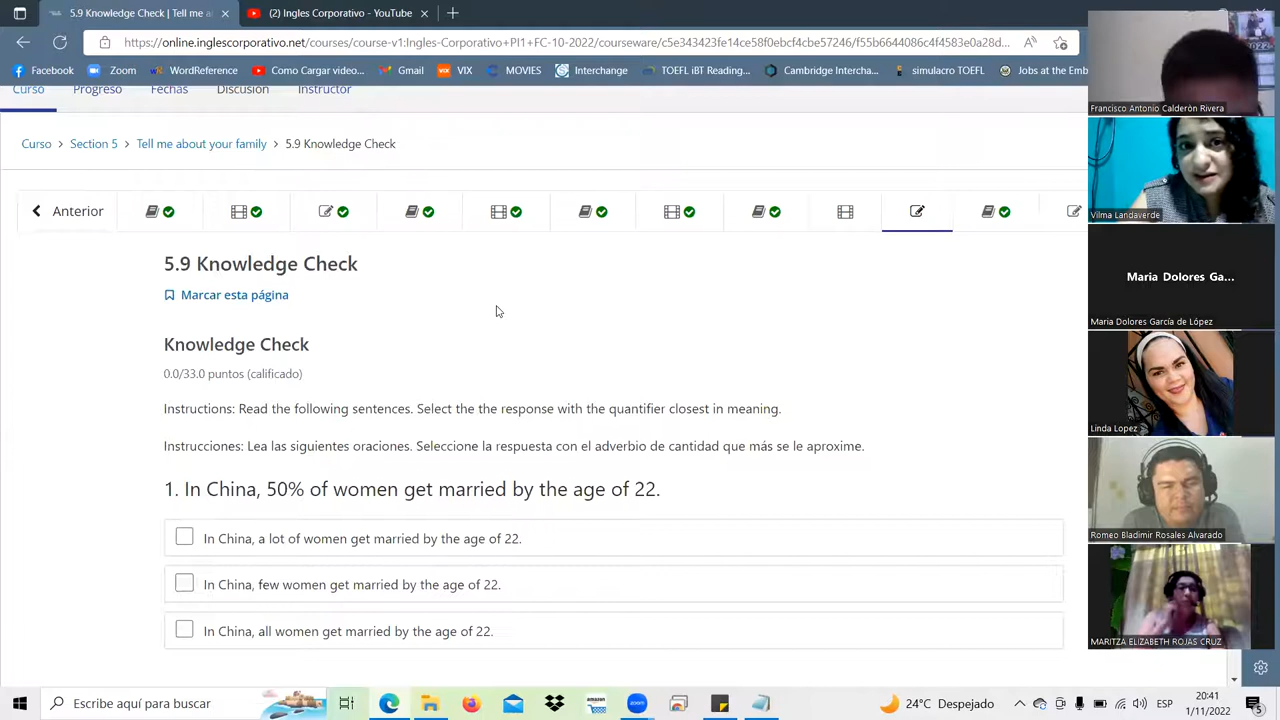 5.9 Knowledge Check | Tell me a
(2) Ingles Corporativo - YouTube
https://online.inglescorporativo.net/courses/course-v1:Ingles-Corporativo+PI1+FC-10-2022/courseware/c5e343423fe14ce58f0ebcf4cbe57246/f55b6644086c4f4583e0a28d...
Facebook Zoom WordReference Como Cargar video... Gmail VIX MOVIES Interchange TOEFL iBT Reading... Cambridge Intercha... simulacro TOEFL Jobs at the Emb
Curso Progreso Fechas Discusión Instructor
Curso > Section 5 > Tell me about your family > 5.9 Knowledge Check
Anterior
5.9 Knowledge Check
Marcar esta página
Knowledge Check
0.0/33.0 puntos (calificado)
Instructions: Read the following sentences. Select the the response with the quantifier closest in meaning.
Instrucciones: Lea las siguientes oraciones. Seleccione la respuesta con el adverbio de cantidad que más se le aproxime.
1. In China, 50% of women get married by the age of 22.
In China, a lot of women get married by the age of 22.
In China, few women get married by the age of 22.
In China, all women get married by the age of 22.
Francisco Antonio Calderón Rivera
Vilma Landaverde
Maria Dolores Ga...
Maria Dolores García de López
Linda Lopez
Romeo Bladimir Rosales Alvarado
MARITZA ELIZABETH ROJAS CRUZ
Escribe aquí para buscar
amazon
zoom
24°C Despejado
ESP
20:41
1/11/2022
5